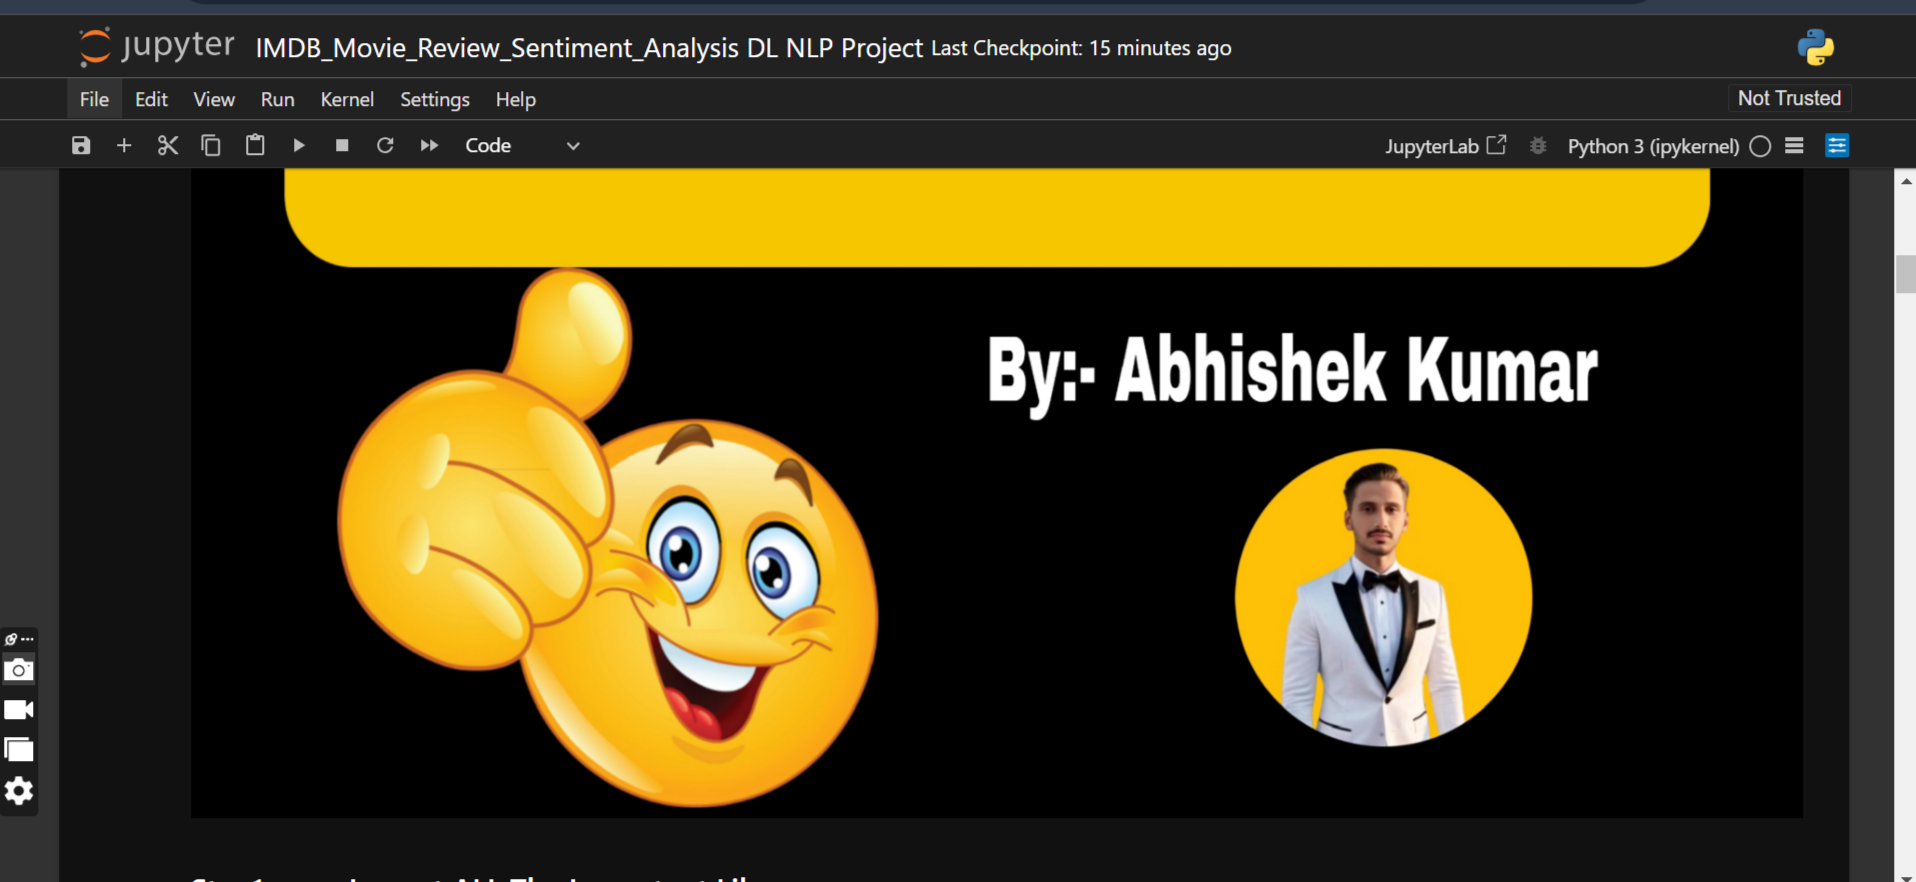 jupyter IMDB_Movie_Review_Sentiment_Analysis DL NLP Project Last Checkpoint: 15 minutes ago
File Edit View Run Kernel Settings Help Not Trusted
Code JupyterLab Python 3 (ipykernel)
By:- Abhishek Kumar